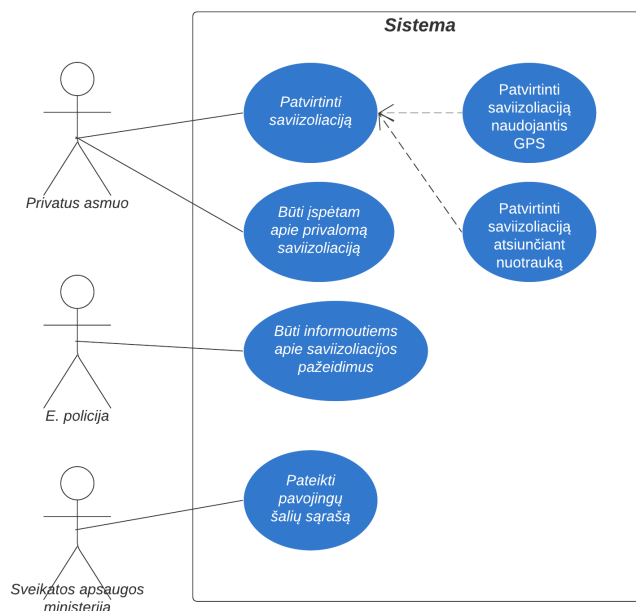 Sistema
Patvirtinti
saviizoliaciją
Patvirtinti
saviizoliaciją
naudojantis
GPS
Privatus asmuo
Būti įspėtam
apie privalomą
saviizoliaciją
Patvirtinti
saviizoliaciją
atsiunčiant
nuotrauką
Būti informoutiems
apie saviizoliacijos
pažeidimus
E. policija
Pateikti
pavojingų
šalių sąrašą
Sveikatos apsaugos
ministerija